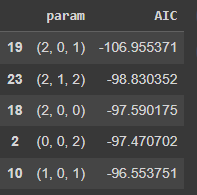 param AIC
19 (2, 0, 1) -106.955371
23 (2, 1, 2) -98.830352
18 (2, 0, 0) -97.590175
2 (0, 0, 2) -97.470702
10 (1, 0, 1) -96.553751